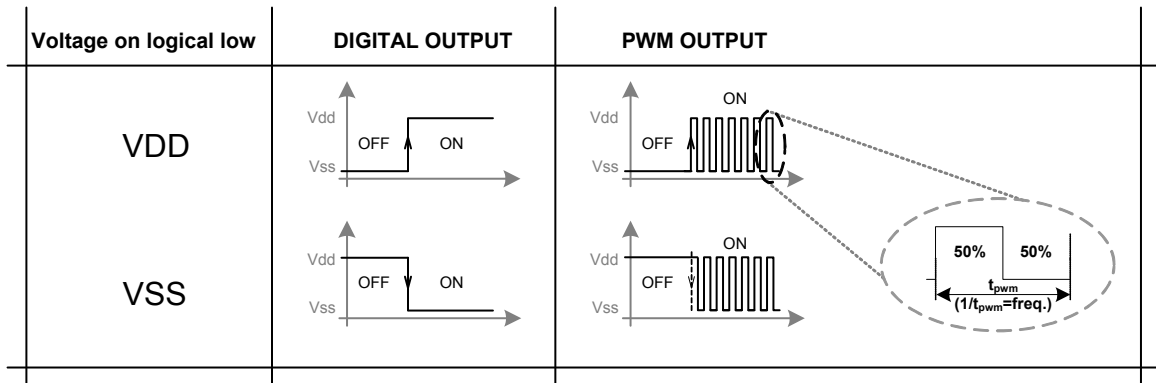 Voltage on logical low DIGITAL OUTPUT PWM OUTPUT
VDD
Vdd
OFF ON
Vss
ON
Vdd
OFF
Vss
VSS
Vdd
OFF ON
Vss
ON
Vdd
OFF
Vss
50% 50%
tpwm
(1/tpwm=freq.)